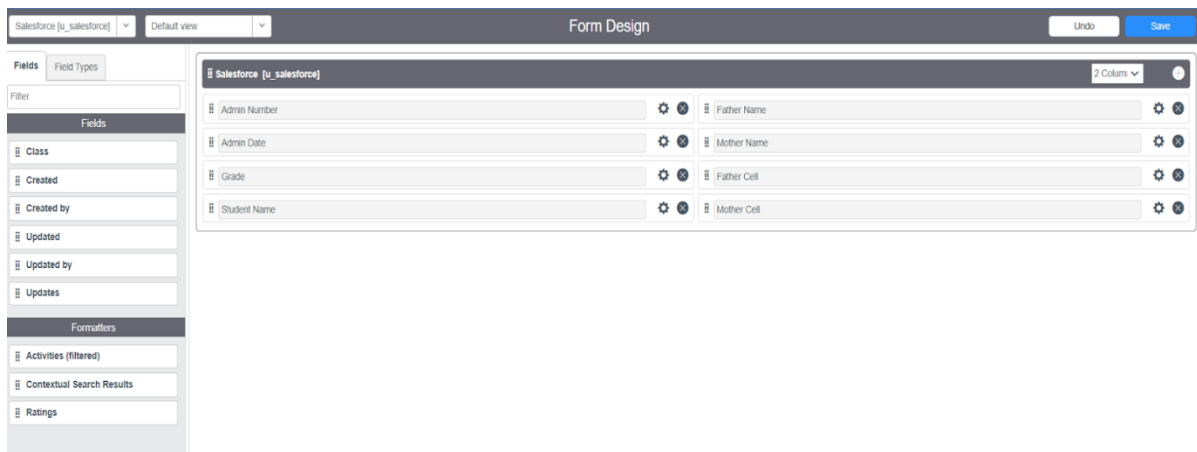 Salesforce [u_salesforce] Default view Form Design Undo Save
Fields Field Types
Filter
Fields
Class
Created
Created by
Updated
Updated by
Updates
Formatters
Activities (filtered)
Contextual Search Results
Ratings
Salesforce [u_salesforce] 2 Colum
Admin Number Father Name
Admin Date Mother Name
Grade Father Cell
Student Name Mother Cell